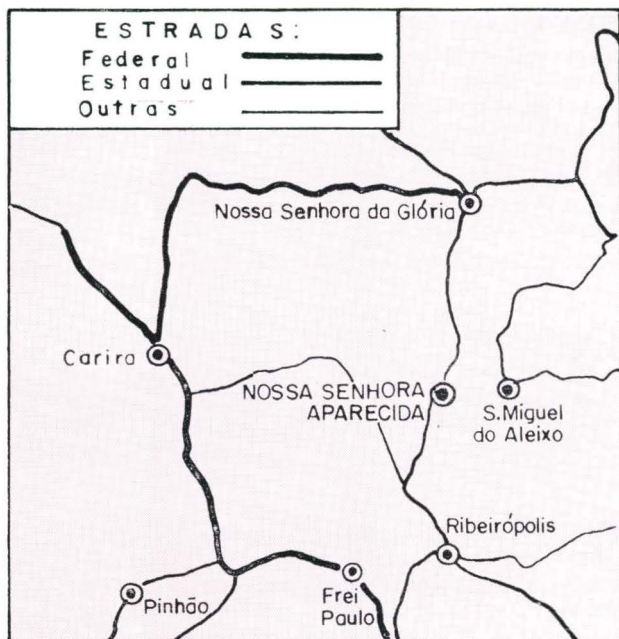 ESTRADAS:
Federal
Estadual
Outras
Nossa Senhora da Glória
Carira
NOSSA SENHORA
APARECIDA
S. Miguel
do Aleixo
Ribeirópolis
Pinhão
Frei
Paulo